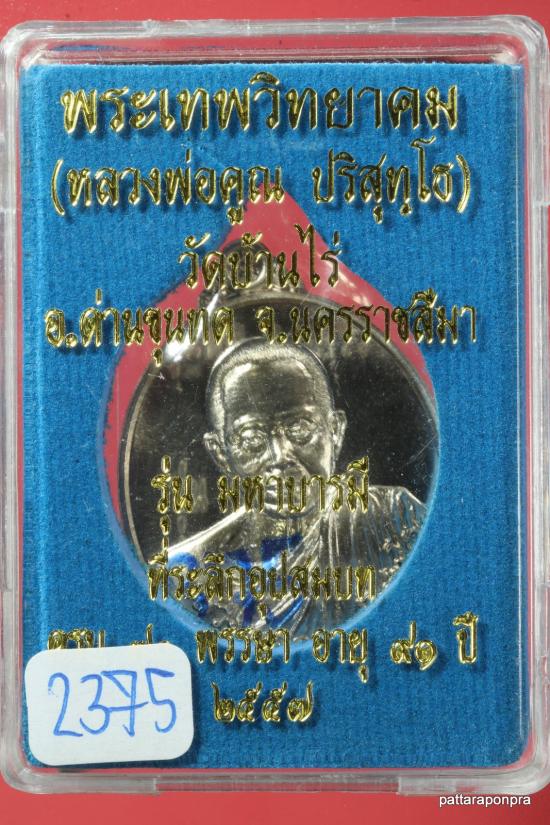 พระเทพวิทยาคม
(หลวงพ่อคูณ ปริสุทฺโธ)
วัดบ้านไร่
อ.ด่านขุนทด จ.นครราชสีมา
รุ่น มหาบารมี
ที่ระลึกอุปสมบท
พรรษา อายุ ๙๑ ปี
๒๕๕๗
2375
pattaraponpra